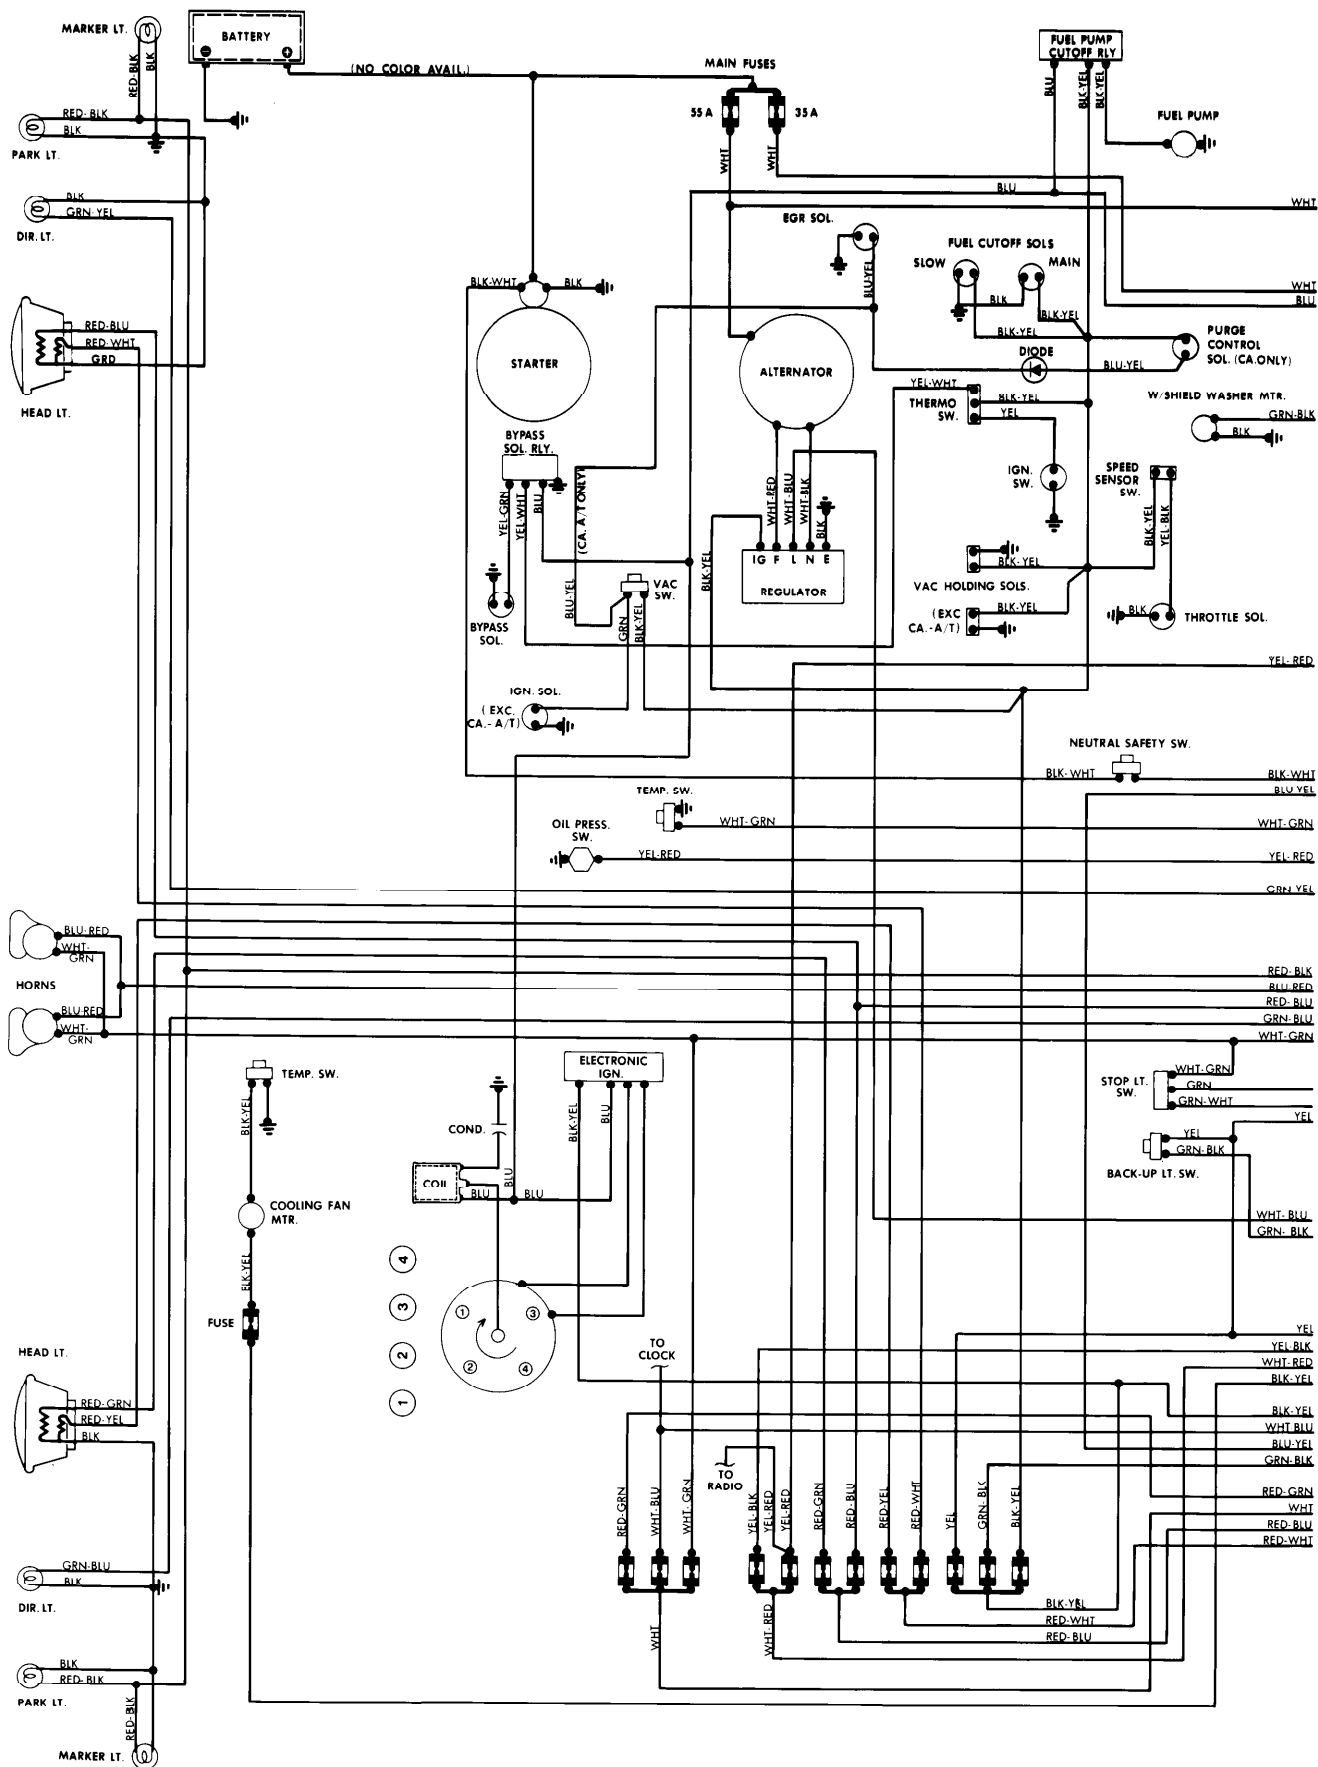 MARKER LT.
BATTERY
RED-BLK
BLK
(NO COLOR AVAIL.)
MAIN FUSES
55 A
35 A
WHT
WHT
FUEL PUMP
CUTOFF RLY
BLU
BLK-YEL
BLK-YEL
FUEL PUMP
RED-BLK
BLK
PARK LT.
BLK
GRN-YEL
DIR. LT.
BLU
WHT
EGR SOL.
BLU-YEL
FUEL CUTOFF SOLS
SLOW
MAIN
BLK
BLK-YEL
BLK-YEL
WHT
BLU
BLK-WHT
BLK
STARTER
ALTERNATOR
DIODE
BLU-YEL
PURGE
CONTROL
SOL. (CA.ONLY)
RED-BLU
RED-WHT
GRD
HEAD LT.
YEL-WHT
THERMO
SW.
BLK-YEL
YEL
W/SHIELD WASHER MTR.
GRN-BLK
BLK
BYPASS
SOL. RLY.
YEL-GRN
YEL-WHT
BLU
(CA. A/T ONLY)
BLU-YEL
WHT-RED
WHT-BLU
WHT-BLK
BLK
BLK-YEL
IG F L N E
REGULATOR
IGN.
SW.
SPEED
SENSOR
SW.
BLK-YEL
YEL-BLK
BYPASS
SOL.
VAC
SW.
GRN
BLK-YEL
BLK-YEL
VAC HOLDING SOLS.
(EXC
CA.-A/T)
BLK-YEL
BLK
THROTTLE SOL.
YEL-RED
IGN. SOL.
(EXC.
CA.-A/T)
NEUTRAL SAFETY SW.
BLK-WHT
BLK-WHT
BLU YEL
TEMP. SW.
WHT-GRN
WHT-GRN
OIL PRESS.
SW.
YEL-RED
YEL-RED
GRN YEL
BLU-RED
WHT-
GRN
HORNS
BLU-RED
WHT-
GRN
RED-BLK
BLU-RED
RED-BLU
GRN-BLU
WHT-GRN
TEMP. SW.
BLK-YEL
ELECTRONIC
IGN.
BLK-YEL
BLU
COND.
COIL
BLU
BLU
BLU
STOP LT.
SW.
WHT-GRN
GRN
GRN-WHT
YEL
YEL
GRN-BLK
BACK-UP LT. SW.
COOLING FAN
MTR.
BLK-YEL
FUSE
WHT-BLU
GRN-BLK
4
3
2
1
1
3
2
4
TO
CLOCK
YEL
YEL-BLK
WHT-RED
BLK-YEL
BLK-YEL
WHT BLU
BLU-YEL
GRN-BLK
RED-GRN
WHT
RED-BLU
RED-WHT
HEAD LT.
RED-GRN
RED-YEL
BLK
TO
RADIO
RED-GRN
WHT-BLU
WHT-GRN
YEL-BLK
YEL-RED
YEL-RED
RED-GRN
RED-BLU
RED-YEL
RED-WHT
YEL
GRN-BLK
BLK-YEL
GRN-BLU
BLK
DIR. LT.
WHT
WHT-RED
BLK-YEL
RED-WHT
RED-BLU
BLK
RED-BLK
PARK LT.
RED-BLK
MARKER LT.